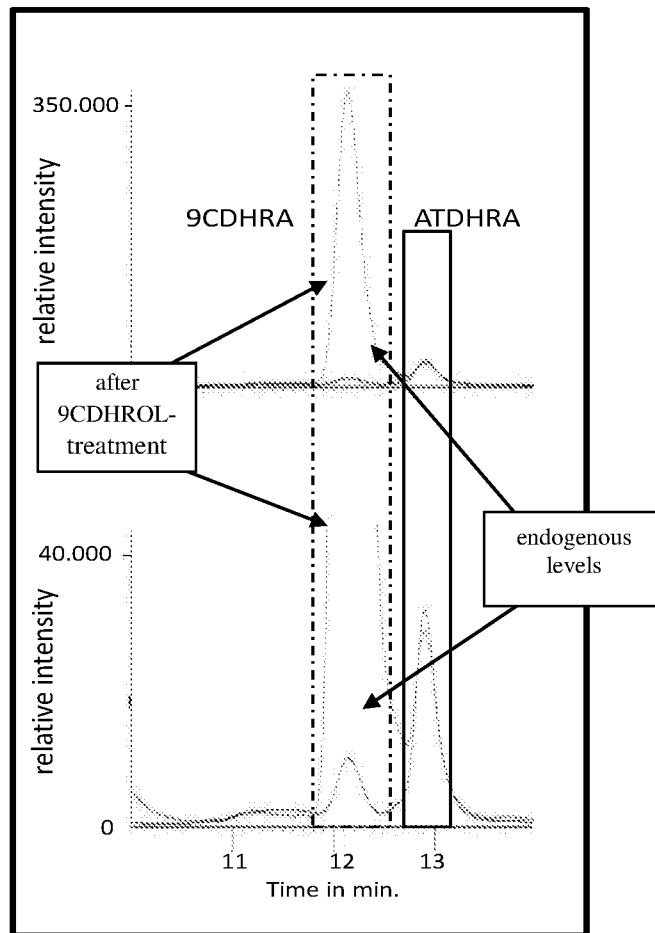 350.000
relative intensity
9CDHRA
ATDHRA
after
9CDHROL-
treatment
endogenous
levels
40.000
relative intensity
0
11
12
13
Time in min.